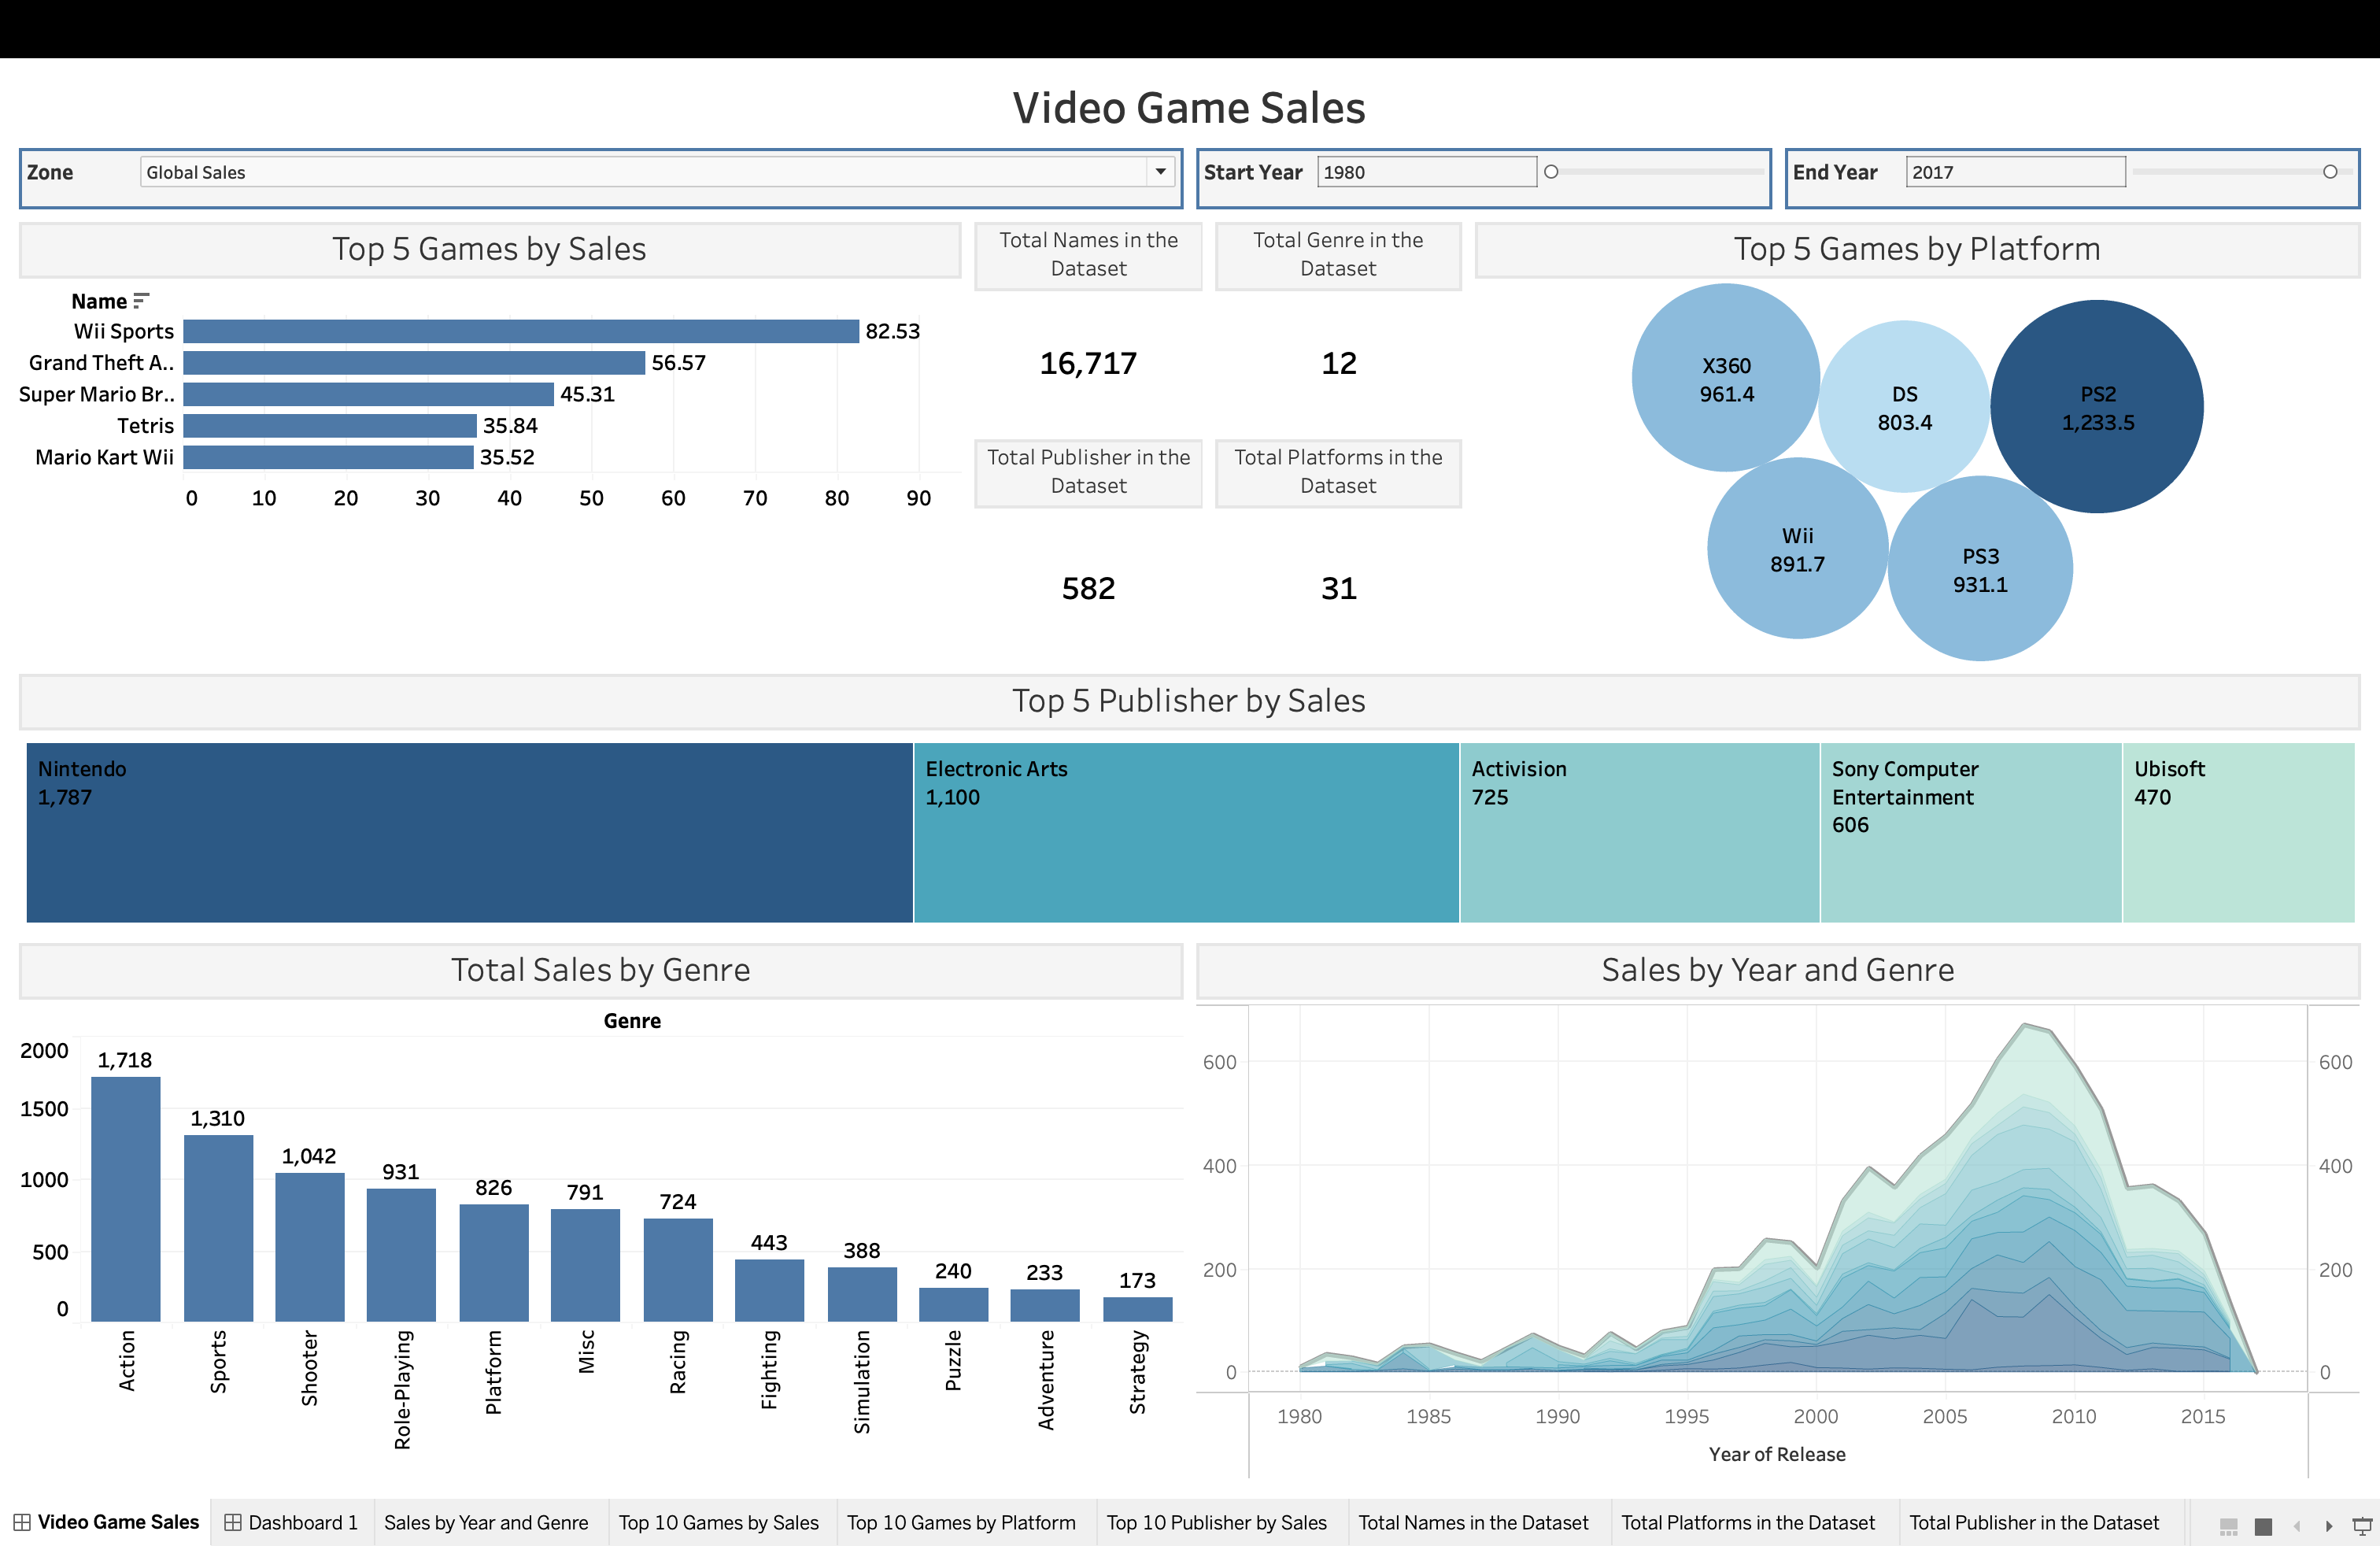 Video Game Sales
Zone
Global Sales
Start Year
1980
End Year
2017
Top 5 Games by Sales
Name
Wii Sports
82.53
Grand Theft A..
56.57
Super Mario Br..
45.31
Tetris
35.84
Mario Kart Wii
35.52
0 10 20 30 40 50 60 70 80 90
Total Names in the
Dataset
16,717
Total Genre in the
Dataset
12
Total Publisher in the
Dataset
582
Total Platforms in the
Dataset
31
Top 5 Games by Platform
X360
961.4
DS
803.4
PS2
1,233.5
Wii
891.7
PS3
931.1
Top 5 Publisher by Sales
Nintendo
1,787
Electronic Arts
1,100
Activision
725
Sony Computer
Entertainment
606
Ubisoft
470
Total Sales by Genre
Genre
2000
1500
1000
500
0
1,718
1,310
1,042
931
826
791
724
443
388
240
233
173
Action
Sports
Shooter
Role-Playing
Platform
Misc
Racing
Fighting
Simulation
Puzzle
Adventure
Strategy
Sales by Year and Genre
600
400
200
0
600
400
200
0
1980 1985 1990 1995 2000 2005 2010 2015
Year of Release
Video Game Sales
Dashboard 1
Sales by Year and Genre
Top 10 Games by Sales
Top 10 Games by Platform
Top 10 Publisher by Sales
Total Names in the Dataset
Total Platforms in the Dataset
Total Publisher in the Dataset